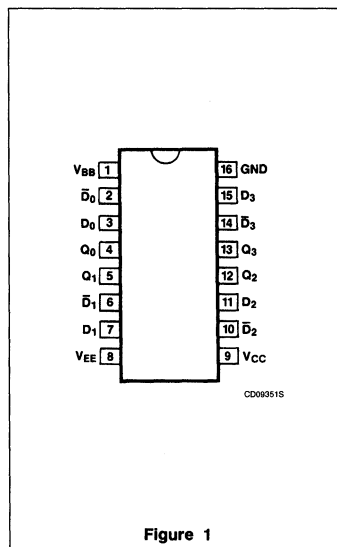 V_BB 1 16 GND
D̅_0 2 15 D_3
D_0 3 14 D̅_3
Q_0 4 13 Q_3
Q_1 5 12 Q_2
D̅_1 6 11 D_2
D_1 7 10 D̅_2
V_EE 8 9 V_CC
CD09351S
Figure 1